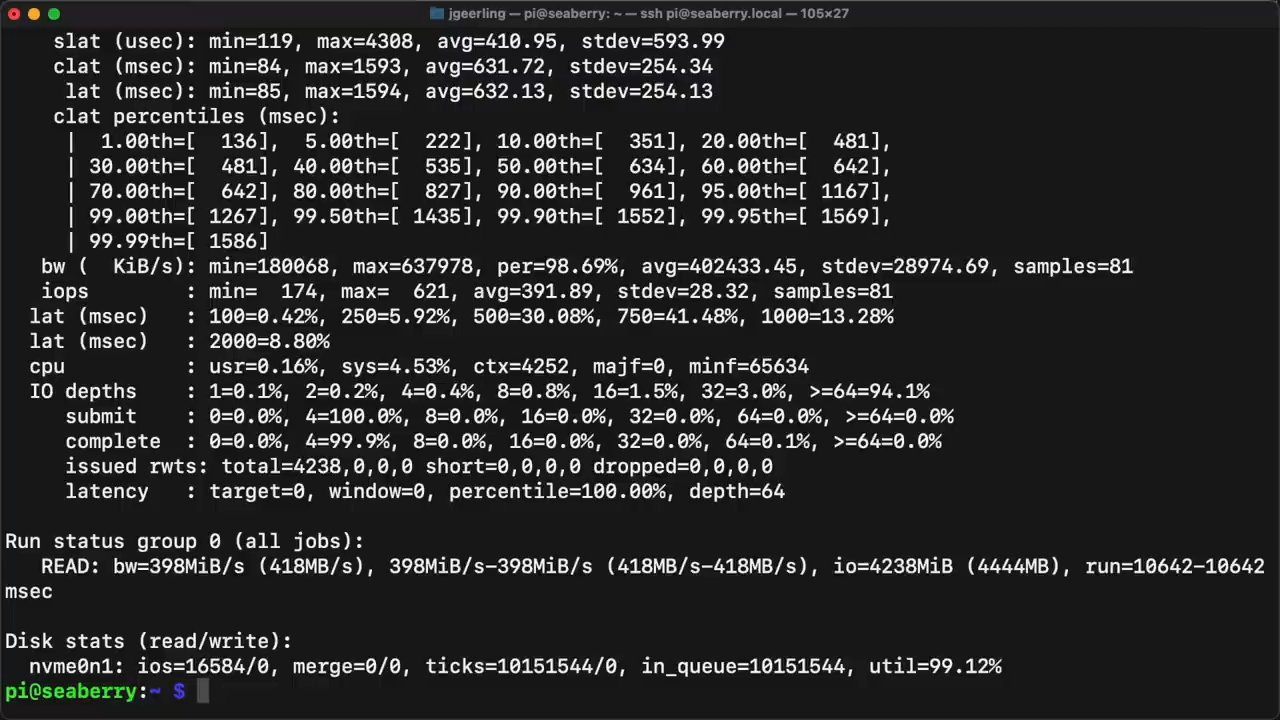 jgeerling — pi@seaberry: ~ — ssh pi@seaberry.local — 105×27
slat (usec): min=119, max=4308, avg=410.95, stdev=593.99
clat (msec): min=84, max=1593, avg=631.72, stdev=254.34
lat (msec): min=85, max=1594, avg=632.13, stdev=254.13
clat percentiles (msec):
| 1.00th=[ 136], 5.00th=[ 222], 10.00th=[ 351], 20.00th=[ 481],
| 30.00th=[ 481], 40.00th=[ 535], 50.00th=[ 634], 60.00th=[ 642],
| 70.00th=[ 642], 80.00th=[ 827], 90.00th=[ 961], 95.00th=[ 1167],
| 99.00th=[ 1267], 99.50th=[ 1435], 99.90th=[ 1552], 99.95th=[ 1569],
| 99.99th=[ 1586]
bw ( KiB/s): min=180068, max=637978, per=98.69%, avg=402433.45, stdev=28974.69, samples=81
iops : min= 174, max= 621, avg=391.89, stdev=28.32, samples=81
lat (msec) : 100=0.42%, 250=5.92%, 500=30.08%, 750=41.48%, 1000=13.28%
lat (msec) : 2000=8.80%
cpu : usr=0.16%, sys=4.53%, ctx=4252, majf=0, minf=65634
IO depths : 1=0.1%, 2=0.2%, 4=0.4%, 8=0.8%, 16=1.5%, 32=3.0%, >=64=94.1%
submit : 0=0.0%, 4=100.0%, 8=0.0%, 16=0.0%, 32=0.0%, 64=0.0%, >=64=0.0%
complete : 0=0.0%, 4=99.9%, 8=0.0%, 16=0.0%, 32=0.0%, 64=0.1%, >=64=0.0%
issued rwts: total=4238,0,0,0 short=0,0,0,0 dropped=0,0,0,0
latency : target=0, window=0, percentile=100.00%, depth=64
Run status group 0 (all jobs):
READ: bw=398MiB/s (418MB/s), 398MiB/s-398MiB/s (418MB/s-418MB/s), io=4238MiB (4444MB), run=10642-10642
msec
Disk stats (read/write):
nvme0n1: ios=16584/0, merge=0/0, ticks=10151544/0, in_queue=10151544, util=99.12%
pi@seaberry:~ $